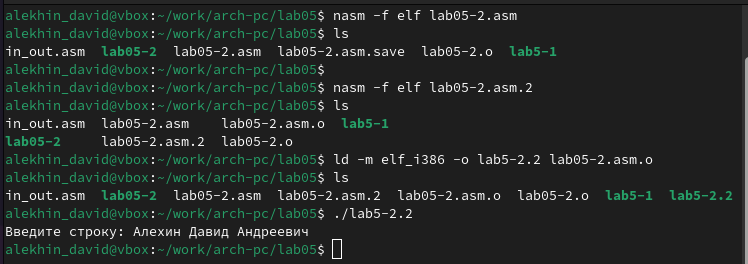 alekhin_david@vbox:~/work/arch-pc/lab05$ nasm -f elf lab05-2.asm
alekhin_david@vbox:~/work/arch-pc/lab05$ ls
in_out.asm  lab05-2  lab05-2.asm  lab05-2.asm.save  lab05-2.o  lab5-1
alekhin_david@vbox:~/work/arch-pc/lab05$
alekhin_david@vbox:~/work/arch-pc/lab05$ nasm -f elf lab05-2.asm.2
alekhin_david@vbox:~/work/arch-pc/lab05$ ls
in_out.asm  lab05-2.asm    lab05-2.asm.o  lab5-1
lab05-2     lab05-2.asm.2  lab05-2.o
alekhin_david@vbox:~/work/arch-pc/lab05$ ld -m elf_i386 -o lab5-2.2 lab05-2.asm.o
alekhin_david@vbox:~/work/arch-pc/lab05$ ls
in_out.asm  lab05-2  lab05-2.asm  lab05-2.asm.2  lab05-2.asm.o  lab05-2.o  lab5-1  lab5-2.2
alekhin_david@vbox:~/work/arch-pc/lab05$ ./lab5-2.2
Введите строку: Алехин Давид Андреевич
alekhin_david@vbox:~/work/arch-pc/lab05$